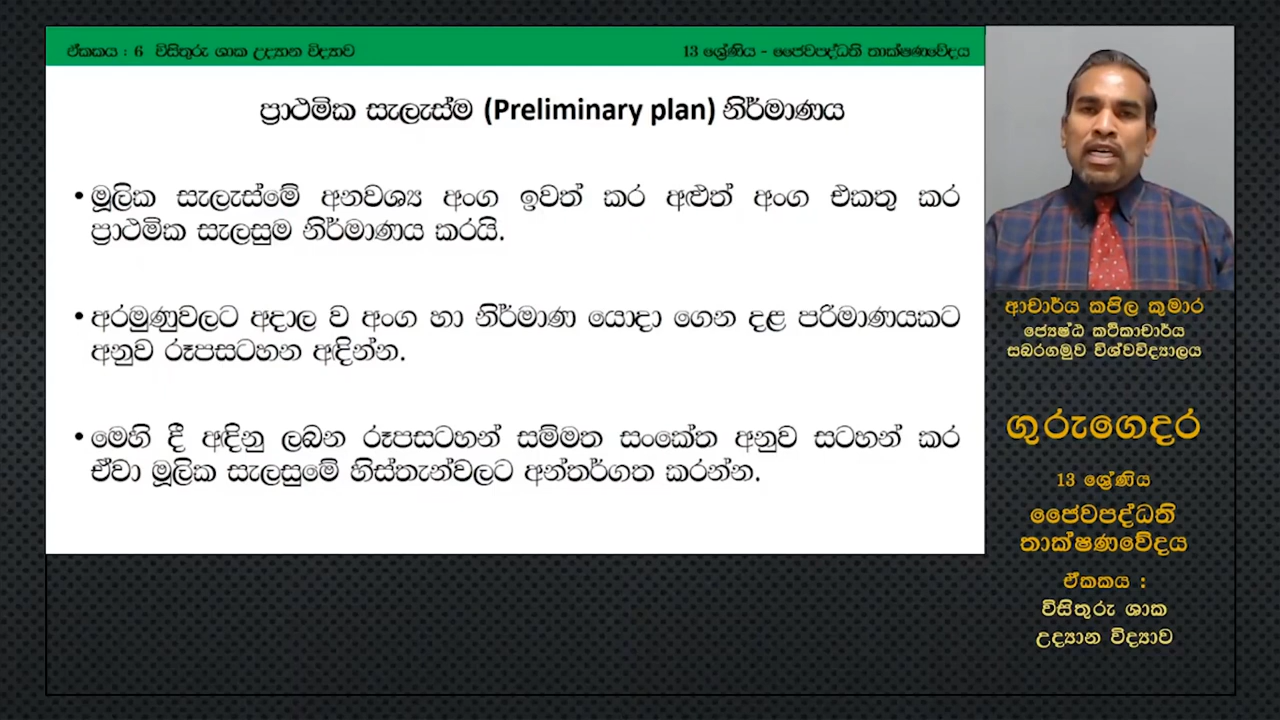 ඒකකය : 6 විසිතුරු ශාක උද්‍යාන විද්‍යාව
13 ශ්‍රේණිය - ජෛවපද්ධති තාක්ෂණවේදය
ප්‍රාථමික සැලැස්ම (Preliminary plan) නිර්මාණය
• මූලික සැලැස්මේ අනවශ්‍ය අංග ඉවත් කර අළුත් අංග එකතු කර
ප්‍රාථමික සැලසුම නිර්මාණය කරයි.
• අරමුණුවලට අදාල ව අංග හා නිර්මාණ යොදා ගෙන දළ පරිමාණයකට
අනුව රූපසටහන අඳින්න.
• මෙහි දී අඳිනු ලබන රූපසටහන් සම්මත සංකේත අනුව සටහන් කර
ඒවා මූලික සැලසුමේ හිස්තැන්වලට අන්තර්ගත කරන්න.
ආචාර්ය කපිල කුමාර
ජ්‍යෙෂ්ඨ කථිකාචාර්ය
සබරගමුව විශ්වවිද්‍යාලය
ගුරුගෙදර
13 ශ්‍රේණිය
ජෛවපද්ධති
තාක්ෂණවේදය
ඒකකය :
විසිතුරු ශාක
උද්‍යාන විද්‍යාව